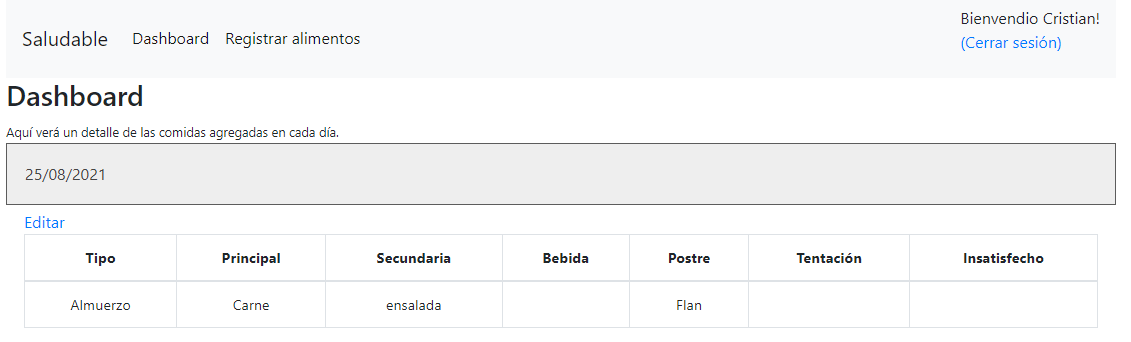 Saludable Dashboard Registrar alimentos
Bienvendio Cristian!
(Cerrar sesión)
Dashboard
Aquí verá un detalle de las comidas agregadas en cada día.
25/08/2021
Editar
Tipo Principal Secundaria Bebida Postre Tentación Insatisfecho
Almuerzo Carne ensalada Flan